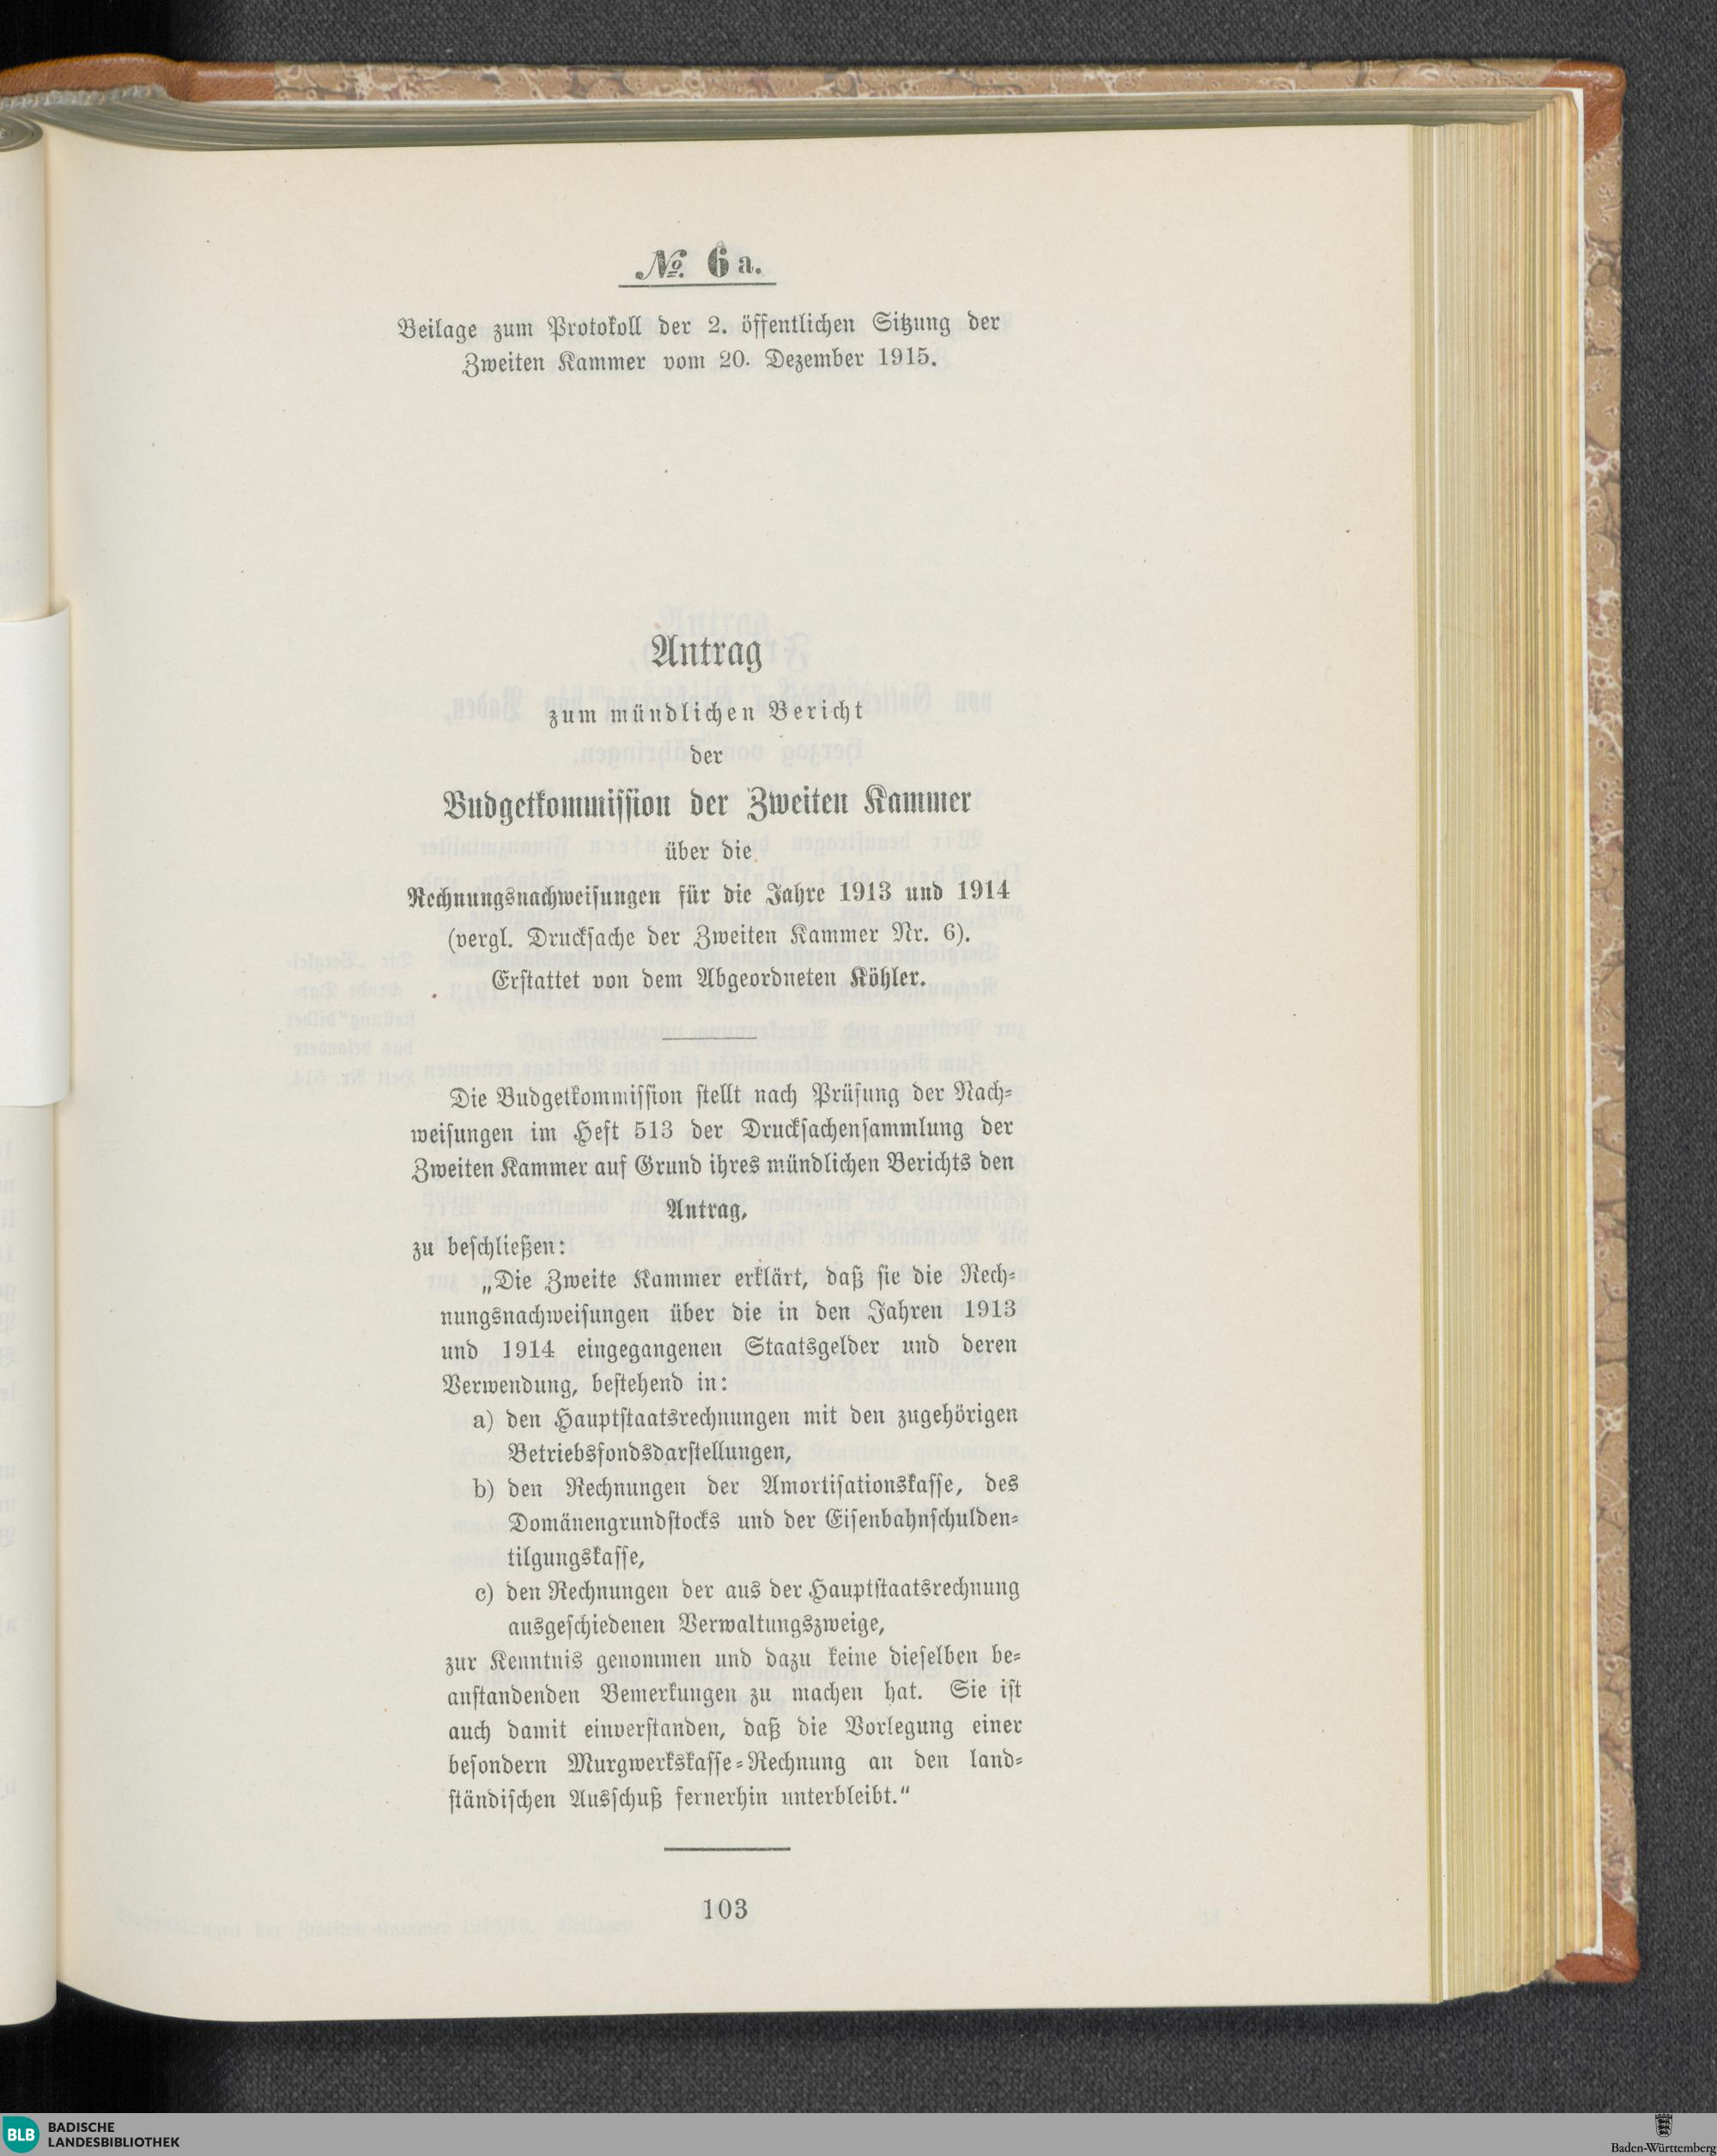 № 6 a.
Beilage zum Protokoll der 2. öffentlichen Sitzung der
Zweiten Kammer vom 20. Dezember 1915.
Antrag
zum mündlichen Bericht
der
Budgetkommission der Zweiten Kammer
über die
Rechnungsnachweisungen für die Jahre 1913 und 1914
(vergl. Drucksache der Zweiten Kammer Nr. 6).
Erstattet von dem Abgeordneten Köhler.
Die Budgetkommission stellt nach Prüfung der Nach-
weisungen im Heft 513 der Drucksachensammlung der
Zweiten Kammer auf Grund ihres mündlichen Berichts den
Antrag,
zu beschließen:
„Die Zweite Kammer erklärt, daß sie die Rech-
nungsnachweisungen über die in den Jahren 1913
und 1914 eingegangenen Staatsgelder und deren
Verwendung, bestehend in:
a) den Hauptstaatsrechnungen mit den zugehörigen
Betriebsfondsdarstellungen,
b) den Rechnungen der Amortisationskasse, des
Domänengrundstocks und der Eisenbahnschulden-
tilgungskasse,
c) den Rechnungen der aus der Hauptstaatsrechnung
ausgeschiedenen Verwaltungszweige,
zur Kenntnis genommen und dazu keine dieselben be-
anstandenden Bemerkungen zu machen hat. Sie ist
auch damit einverstanden, daß die Vorlegung einer
besondern Murgwerkskasse-Rechnung an den land-
ständischen Ausschuß fernerhin unterbleibt.“
103
BLB BADISCHE
LANDESBIBLIOTHEK
Baden-Württemberg